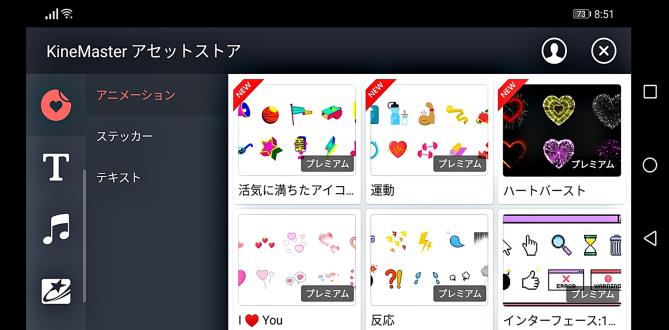 73 8:51
KineMaster アセットストア
アニメーション
ステッカー
テキスト
NEW
プレミアム
活気に満ちたアイコ…
NEW
プレミアム
運動
NEW
プレミアム
ハートバースト
プレミアム
I ❤ You
?!
プレミアム
反応
ERROR
WARNING
プレミアム
インターフェース:1…